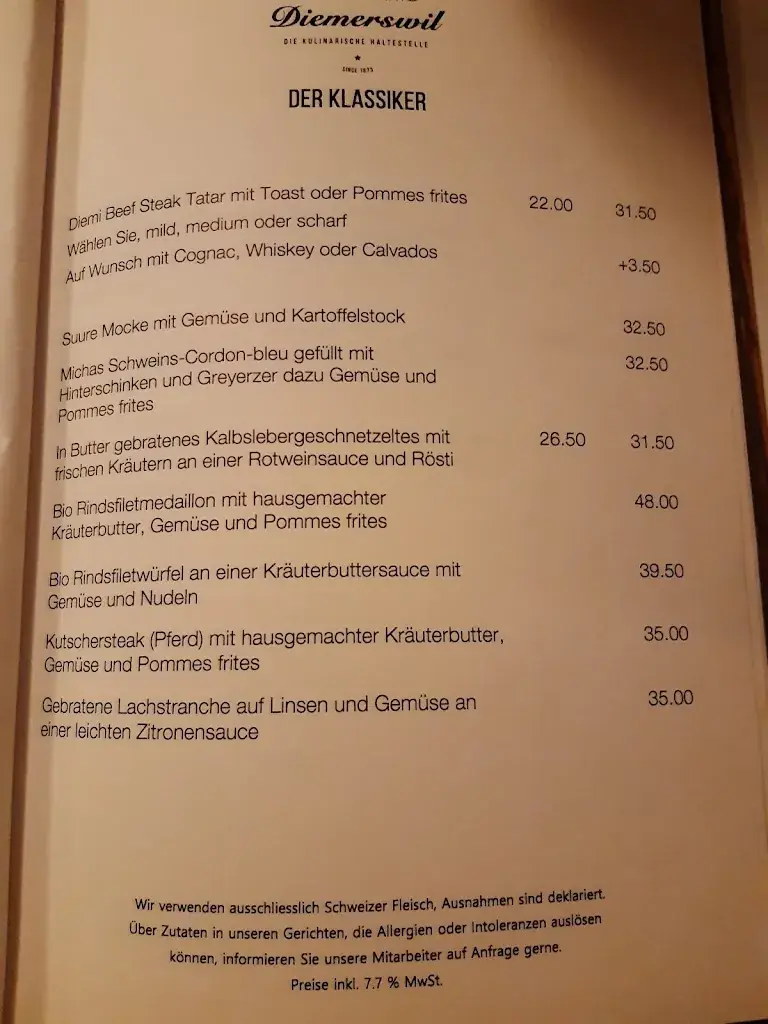 Diemerswil
DIE KULINARISCHE HALTESTELLE
SINCE 1873
DER KLASSIKER
Diemi Beef Steak Tatar mit Toast oder Pommes frites 22.00 31.50
Wählen Sie, mild, medium oder scharf
Auf Wunsch mit Cognac, Whiskey oder Calvados +3.50
Suure Mocke mit Gemüse und Kartoffelstock 32.50
Michas Schweins-Cordon-bleu gefüllt mit 32.50
Hinterschinken und Greyerzer dazu Gemüse und
Pommes frites
In Butter gebratenes Kalbslebergeschnetzeltes mit 26.50 31.50
frischen Kräutern an einer Rotweinsauce und Rösti
Bio Rindsfiletmedaillon mit hausgemachter 48.00
Kräuterbutter, Gemüse und Pommes frites
Bio Rindsfiletwürfel an einer Kräuterbuttersauce mit 39.50
Gemüse und Nudeln
Kutschersteak (Pferd) mit hausgemachter Kräuterbutter, 35.00
Gemüse und Pommes frites
Gebratene Lachstranche auf Linsen und Gemüse an 35.00
einer leichten Zitronensauce
Wir verwenden ausschliesslich Schweizer Fleisch, Ausnahmen sind deklariert.
Über Zutaten in unseren Gerichten, die Allergien oder Intoleranzen auslösen
können, informieren Sie unsere Mitarbeiter auf Anfrage gerne.
Preise inkl. 7.7 % MwSt.